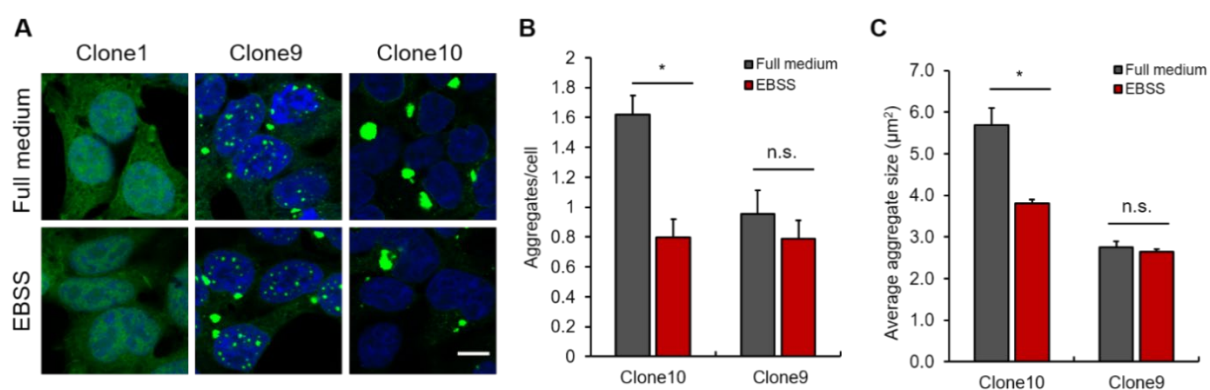 A
Clone1 Clone9 Clone10
Full medium
EBSS
B
Aggregates/cell
2
1.8
1.6
1.4
1.2
1
0.8
0.6
0.4
0.2
0
*
n.s.
Full medium
EBSS
Clone10 Clone9
C
Average aggregate size (µm²)
7.0
6.0
5.0
4.0
3.0
2.0
1.0
0.0
*
n.s.
Full medium
EBSS
Clone10 Clone9